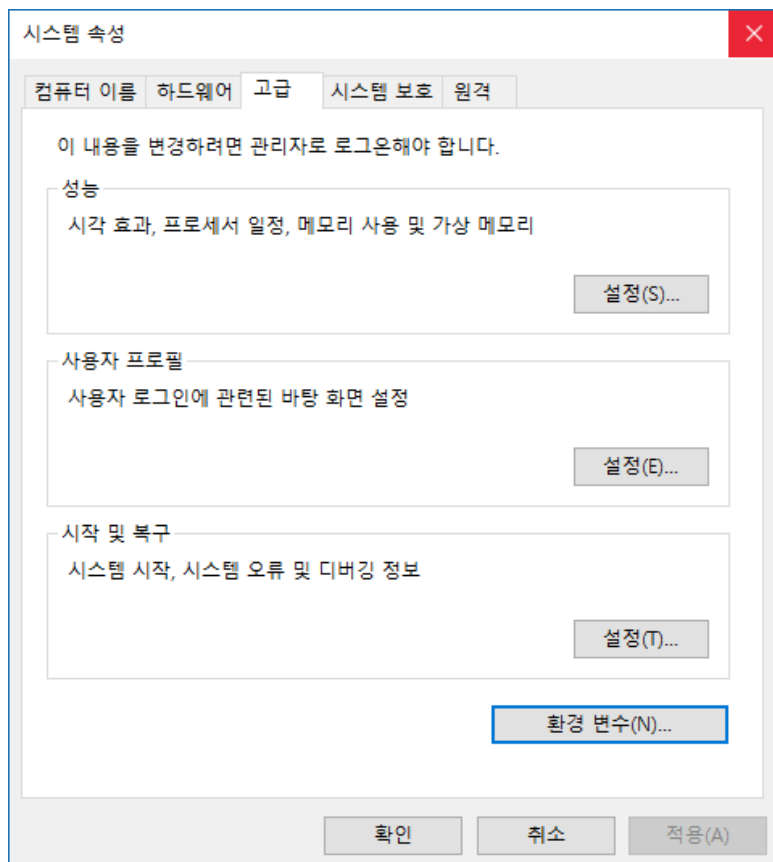 시스템 속성
컴퓨터 이름 하드웨어 고급 시스템 보호 원격
이 내용을 변경하려면 관리자로 로그온해야 합니다.
성능
시각 효과, 프로세서 일정, 메모리 사용 및 가상 메모리
설정(S)...
사용자 프로필
사용자 로그인에 관련된 바탕 화면 설정
설정(E)...
시작 및 복구
시스템 시작, 시스템 오류 및 디버깅 정보
설정(T)...
환경 변수(N)...
확인 취소 적용(A)